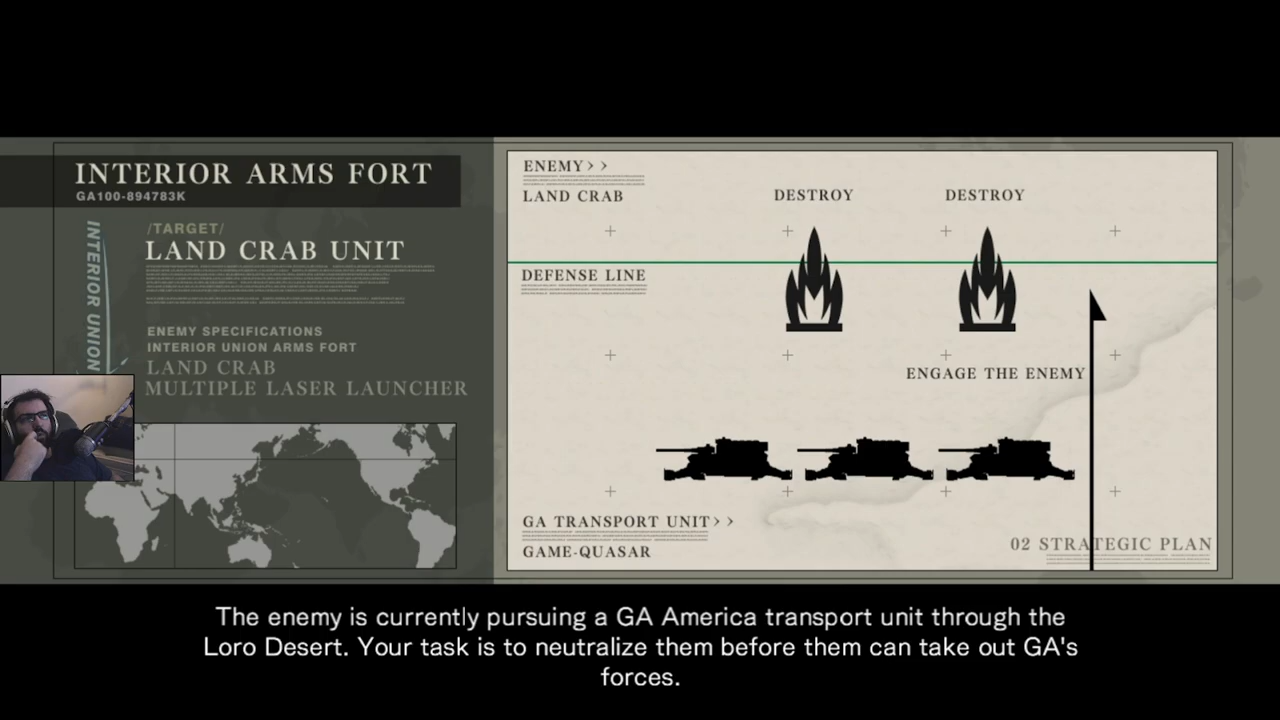 INTERIOR ARMS FORT
GA100-894783K
INTERIOR UNION
/TARGET/
LAND CRAB UNIT
ENEMY SPECIFICATIONS
INTERIOR UNION ARMS FORT
LAND CRAB
MULTIPLE LASER LAUNCHER
ENEMY>>
LAND CRAB
DESTROY
DESTROY
DEFENSE LINE
ENGAGE THE ENEMY
GA TRANSPORT UNIT>>
GAME-QUASAR
02 STRATEGIC PLAN
The enemy is currently pursuing a GA America transport unit through the
Loro Desert. Your task is to neutralize them before them can take out GA's
forces.